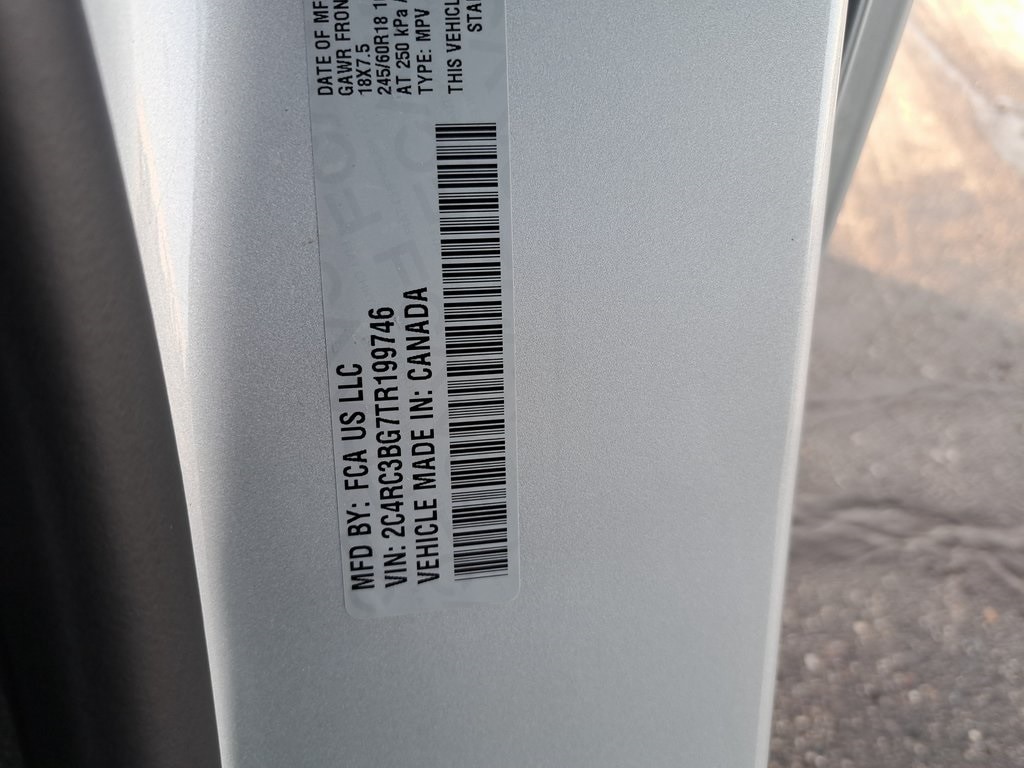 MFD BY: FCA US LLC
VIN: 2C4RC3BG7TR199746
VEHICLE MADE IN: CANADA
DATE OF MF
GAWR FRON
18X7.5
245/60R18 1
AT 250 kPa
TYPE: MPV
THIS VEHICL
STA